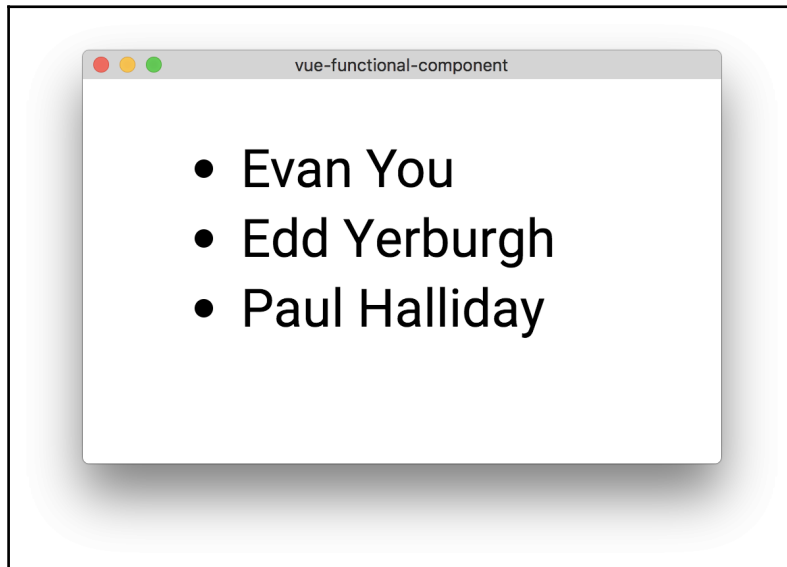 vue-functional-component
• Evan You
• Edd Yerburgh
• Paul Halliday